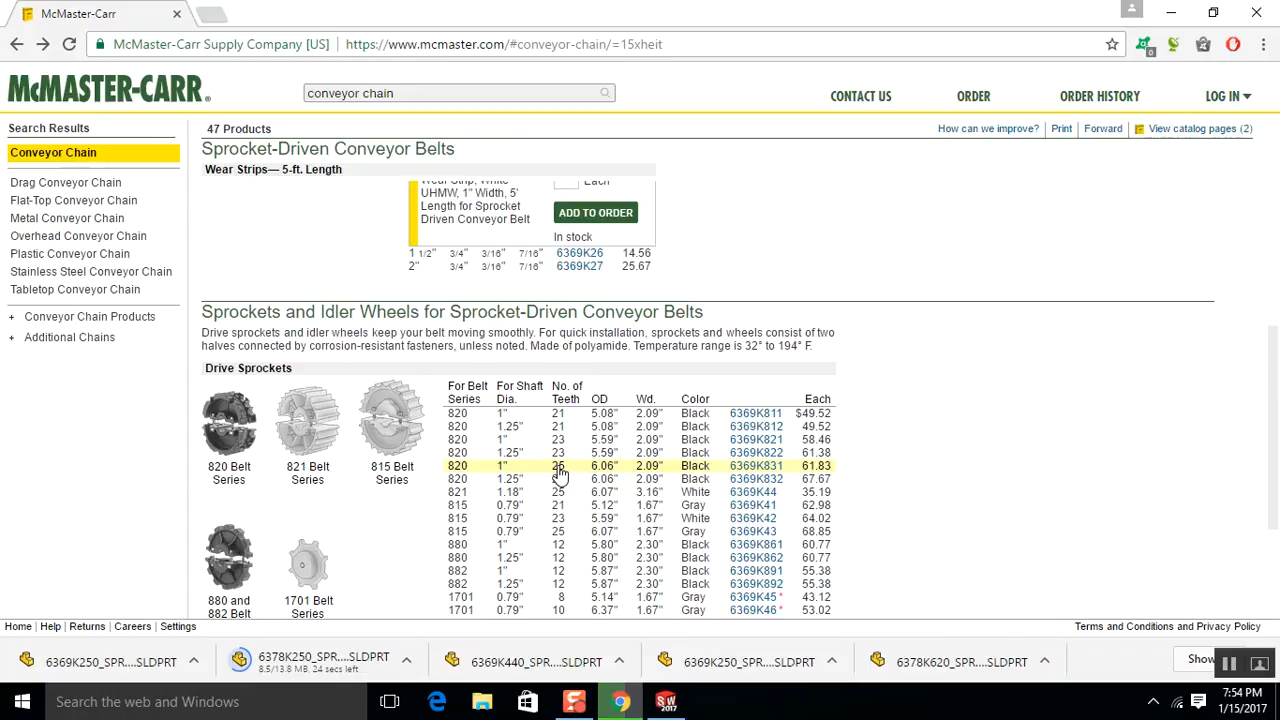 McMaster-Carr
McMaster-Carr Supply Company [US] https://www.mcmaster.com/#conveyor-chain/=15xheit
McMASTER-CARR.
conveyor chain
CONTACT US ORDER ORDER HISTORY LOG IN
Search Results
Conveyor Chain
Drag Conveyor Chain
Flat-Top Conveyor Chain
Metal Conveyor Chain
Overhead Conveyor Chain
Plastic Conveyor Chain
Stainless Steel Conveyor Chain
Tabletop Conveyor Chain
+ Conveyor Chain Products
+ Additional Chains
47 Products
How can we improve? Print Forward View catalog pages (2)
Sprocket-Driven Conveyor Belts
Wear Strips— 5-ft. Length
Wear Strip, White Each
UHMW, 1" Width, 5'
Length for Sprocket
Driven Conveyor Belt
ADD TO ORDER
In stock
1 1/2" 3/4" 3/16" 7/16" 6369K26 14.56
2" 3/4" 3/16" 7/16" 6369K27 25.67
Sprockets and Idler Wheels for Sprocket-Driven Conveyor Belts
Drive sprockets and idler wheels keep your belt moving smoothly. For quick installation, sprockets and wheels consist of two
halves connected by corrosion-resistant fasteners, unless noted. Made of polyamide. Temperature range is 32° to 194° F.
Drive Sprockets
820 Belt
Series
821 Belt
Series
815 Belt
Series
880 and
882 Belt
1701 Belt
Series
For Belt For Shaft No. of
Series Dia. Teeth OD Wd. Color Each
820 1" 21 5.08" 2.09" Black 6369K811 $49.52
820 1.25" 21 5.08" 2.09" Black 6369K812 49.52
820 1" 23 5.59" 2.09" Black 6369K821 58.46
820 1.25" 23 5.59" 2.09" Black 6369K822 61.38
820 1" 6.06" 2.09" Black 6369K831 61.83
820 1.25" 6.06" 2.09" Black 6369K832 67.67
821 1.18" 25 6.07" 3.16" White 6369K44 35.19
815 0.79" 21 5.12" 1.67" Gray 6369K41 62.98
815 0.79" 23 5.59" 1.67" White 6369K42 64.02
815 0.79" 25 6.07" 1.67" Gray 6369K43 68.85
880 1" 12 5.80" 2.30" Black 6369K861 60.77
880 1.25" 12 5.80" 2.30" Black 6369K862 60.77
882 1" 12 5.87" 2.30" Black 6369K891 55.38
882 1.25" 12 5.87" 2.30" Black 6369K892 55.38
1701 0.79" 8 5.14" 1.67" Gray 6369K45 * 43.12
1701 0.79" 10 6.37" 1.67" Gray 6369K46 * 53.02
Home | Help | Returns | Careers | Settings
Terms and Conditions and Privacy Policy
6369K250_SPR....SLDPRT
6378K250_SPR....SLDPRT
8.5/13.8 MB, 24 secs left
6369K440_SPR....SLDPRT
6369K250_SPR....SLDPRT
6378K620_SPR....SLDPRT
Search the web and Windows
SW
2017
7:54 PM
1/15/2017